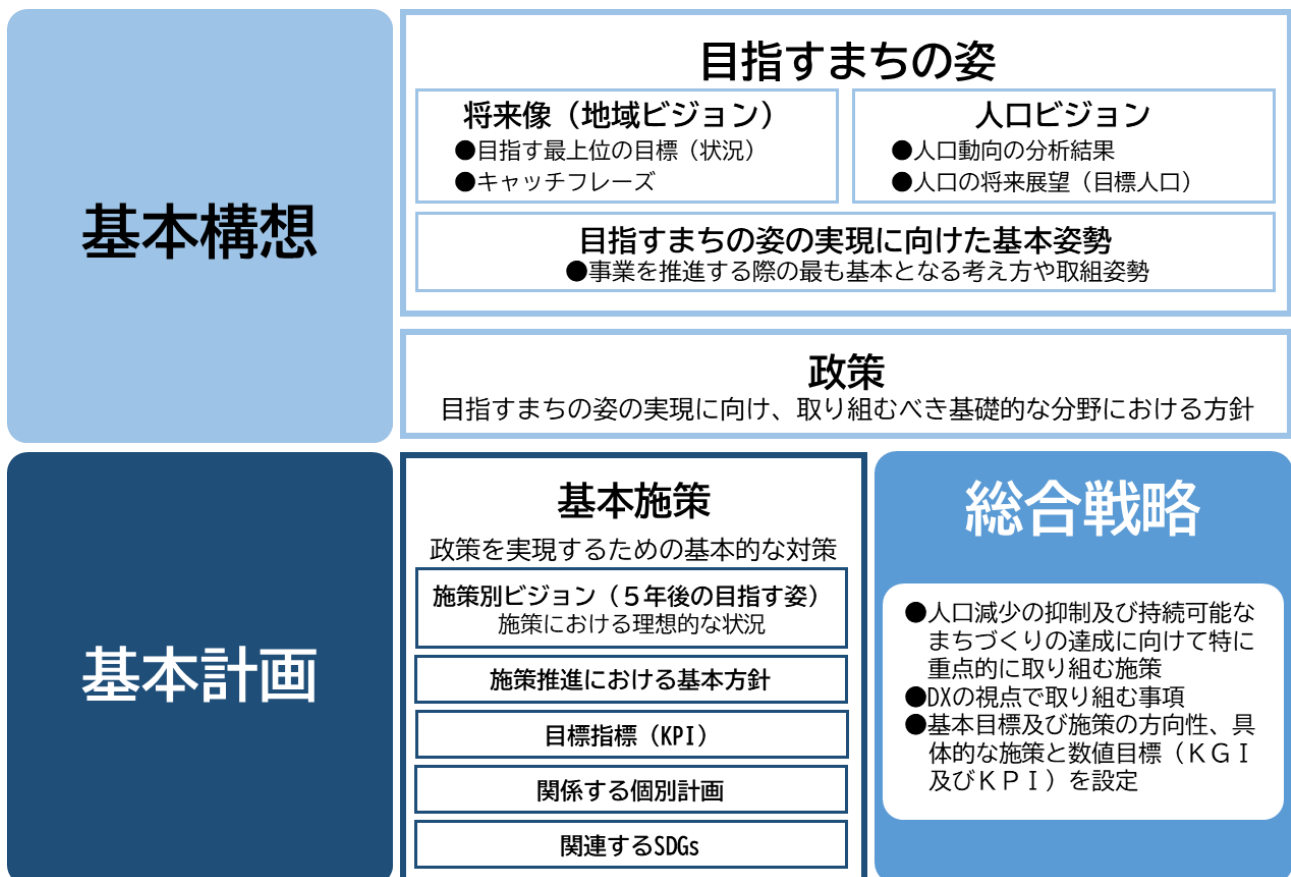 基本構想
目指すまちの姿
将来像（地域ビジョン）
●目指す最上位の目標（状況）
●キャッチフレーズ
人口ビジョン
●人口動向の分析結果
●人口の将来展望（目標人口）
目指すまちの姿の実現に向けた基本姿勢
●事業を推進する際の最も基本となる考え方や取組姿勢
政策
目指すまちの姿の実現に向け、取り組むべき基礎的な分野における方針
基本計画
基本施策
政策を実現するための基本的な対策
施策別ビジョン（５年後の目指す姿）
施策における理想的な状況
施策推進における基本方針
目標指標（KPI）
関係する個別計画
関連するSDGs
総合戦略
●人口減少の抑制及び持続可能な
まちづくりの達成に向けて特に
重点的に取り組む施策
●DXの視点で取り組む事項
●基本目標及び施策の方向性、具
体的な施策と数値目標（ＫＧＩ
及びＫＰＩ）を設定